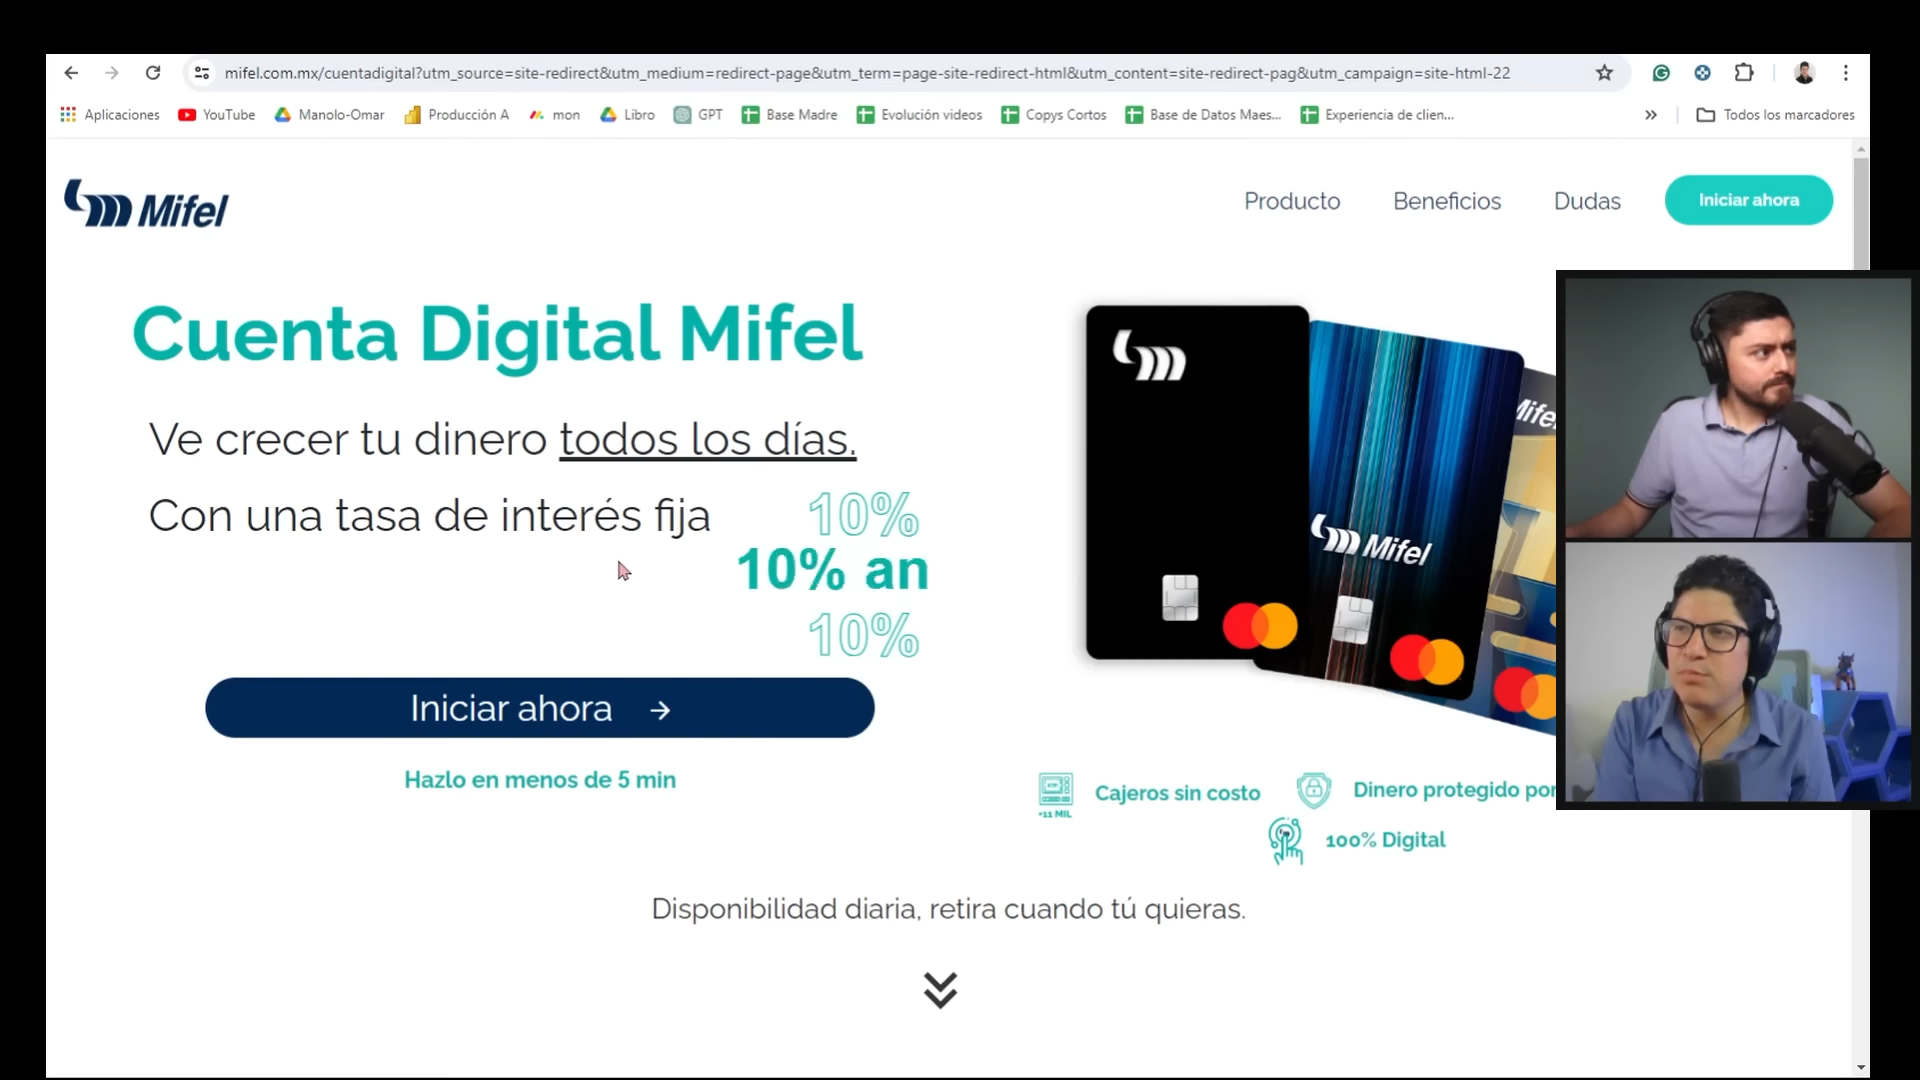 mifel.com.mx/cuentadigital?utm_source=site-redirect&utm_medium=redirect-page&utm_term=page-site-redirect-html&utm_content=site-redirect-pag&utm_campaign=site-html-22
Aplicaciones YouTube Manolo-Omar Producción A mon Libro GPT Base Madre Evolución videos Copys Cortos Base de Datos Maes... Experiencia de clien... » Todos los marcadores
Mifel Producto Beneficios Dudas Iniciar ahora
Cuenta Digital Mifel
Ve crecer tu dinero todos los días.
Con una tasa de interés fija
10%
10% an
10%
Iniciar ahora →
Hazlo en menos de 5 min
Mifel
Mife
Cajeros sin costo
+11 MIL
Dinero protegido por
100% Digital
Disponibilidad diaria, retira cuando tú quieras.